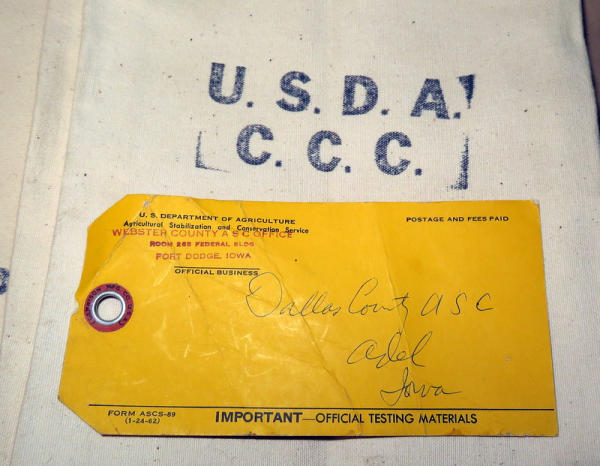 U. S. D. A.
C. C. C.
U. S. DEPARTMENT OF AGRICULTURE
Agricultural Stabilization and Conservation Service
POSTAGE AND FEES PAID
WEBSTER COUNTY A S C OFFICE
ROOM 265 FEDERAL BLDG
FORT DODGE, IOWA
OFFICIAL BUSINESS
Dallas County A S C
Adel
Iowa
FORM ASCS-89
(1-24-62)
IMPORTANT—OFFICIAL TESTING MATERIALS